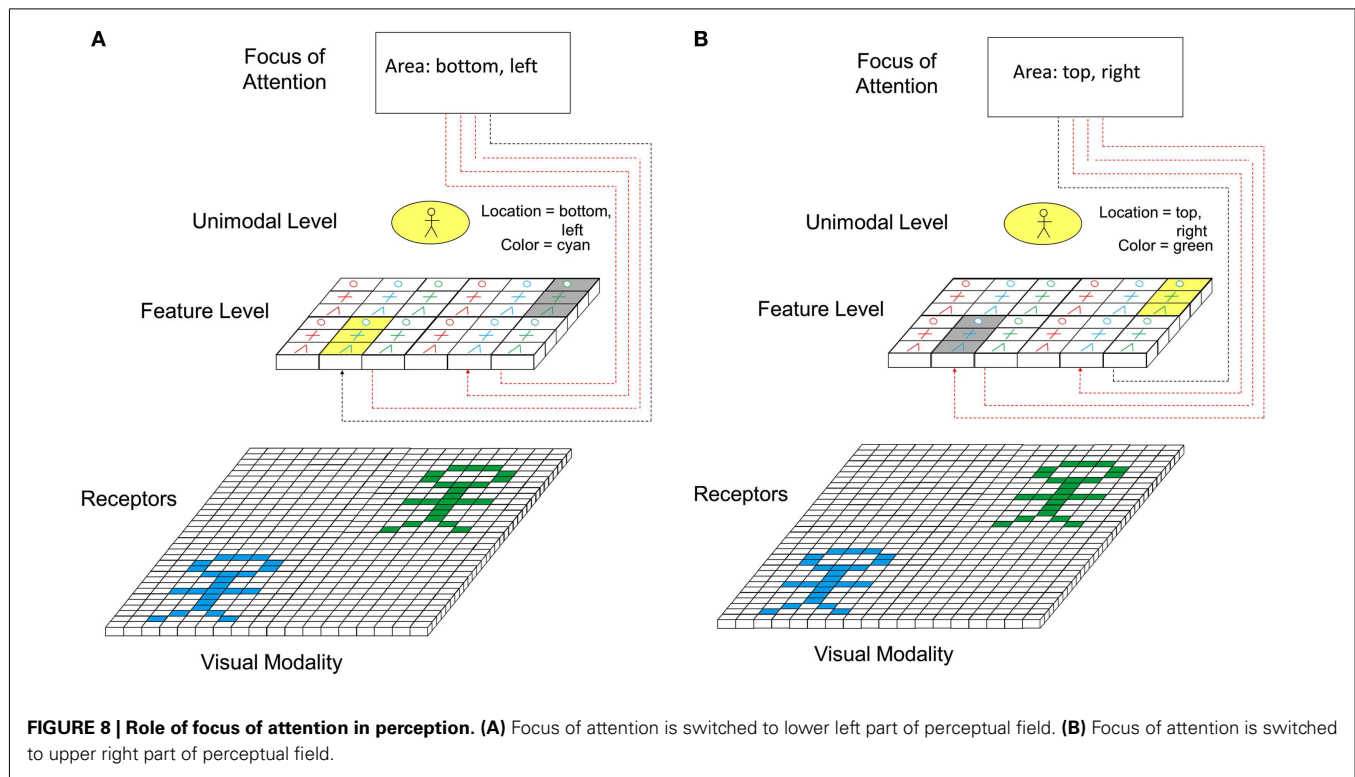 A
Focus of
Attention
Area: bottom, left
Unimodal Level
Location = bottom,
left
Color = cyan
Feature Level
Receptors
Visual Modality
B
Focus of
Attention
Area: top, right
Unimodal Level
Location = top,
right
Color = green
Feature Level
Receptors
Visual Modality
FIGURE 8 | Role of focus of attention in perception. (A) Focus of attention is switched to lower left part of perceptual field. (B) Focus of attention is switched
to upper right part of perceptual field.